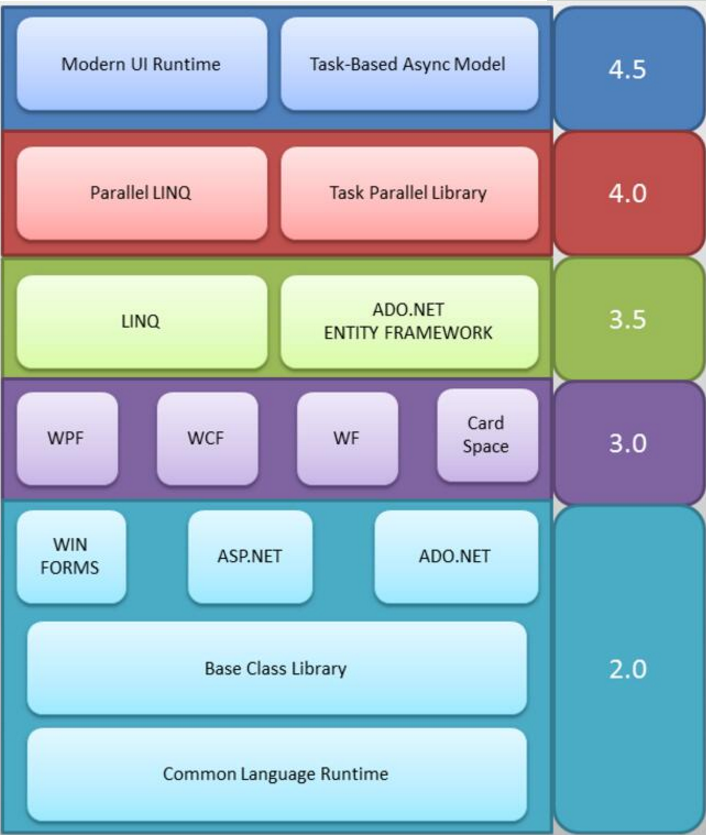 Modern UI Runtime
Task-Based Async Model
4.5
Parallel LINQ
Task Parallel Library
4.0
LINQ
ADO.NET
ENTITY FRAMEWORK
3.5
WPF
WCF
WF
Card
Space
3.0
WIN
FORMS
ASP.NET
ADO.NET
Base Class Library
Common Language Runtime
2.0